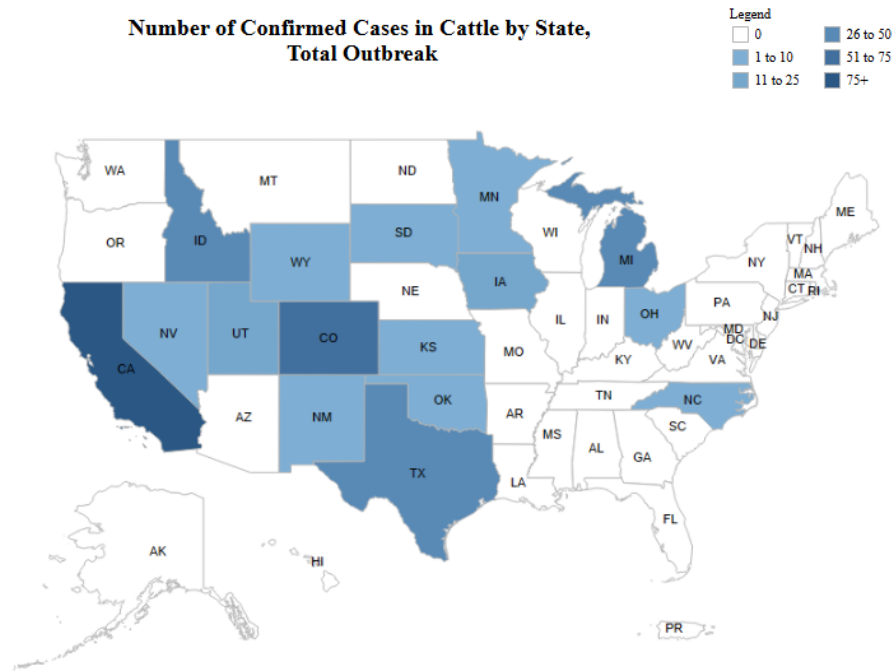 Number of Confirmed Cases in Cattle by State,
Total Outbreak
Legend
0
26 to 50
1 to 10
51 to 75
11 to 25
75+
WA
MT
ND
MN
ME
OR
ID
SD
WI
VT
NH
WY
MI
NY
MA
CT
RI
NE
IA
PA
NV
UT
CO
IL
IN
OH
NJ
MD
DC
DE
CA
KS
MO
KY
WV
VA
AZ
NM
OK
AR
TN
NC
MS
AL
SC
GA
TX
LA
FL
AK
HI
PR